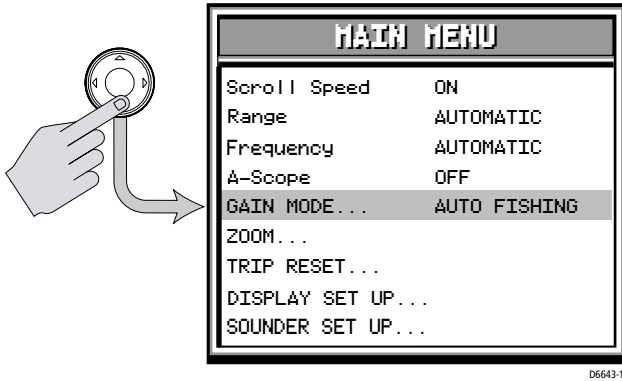 MAIN MENU
Scroll Speed ON
Range AUTOMATIC
Frequency AUTOMATIC
A-Scope OFF
GAIN MODE... AUTO FISHING
ZOOM...
TRIP RESET...
DISPLAY SET UP...
SOUNDER SET UP...
D6643-1